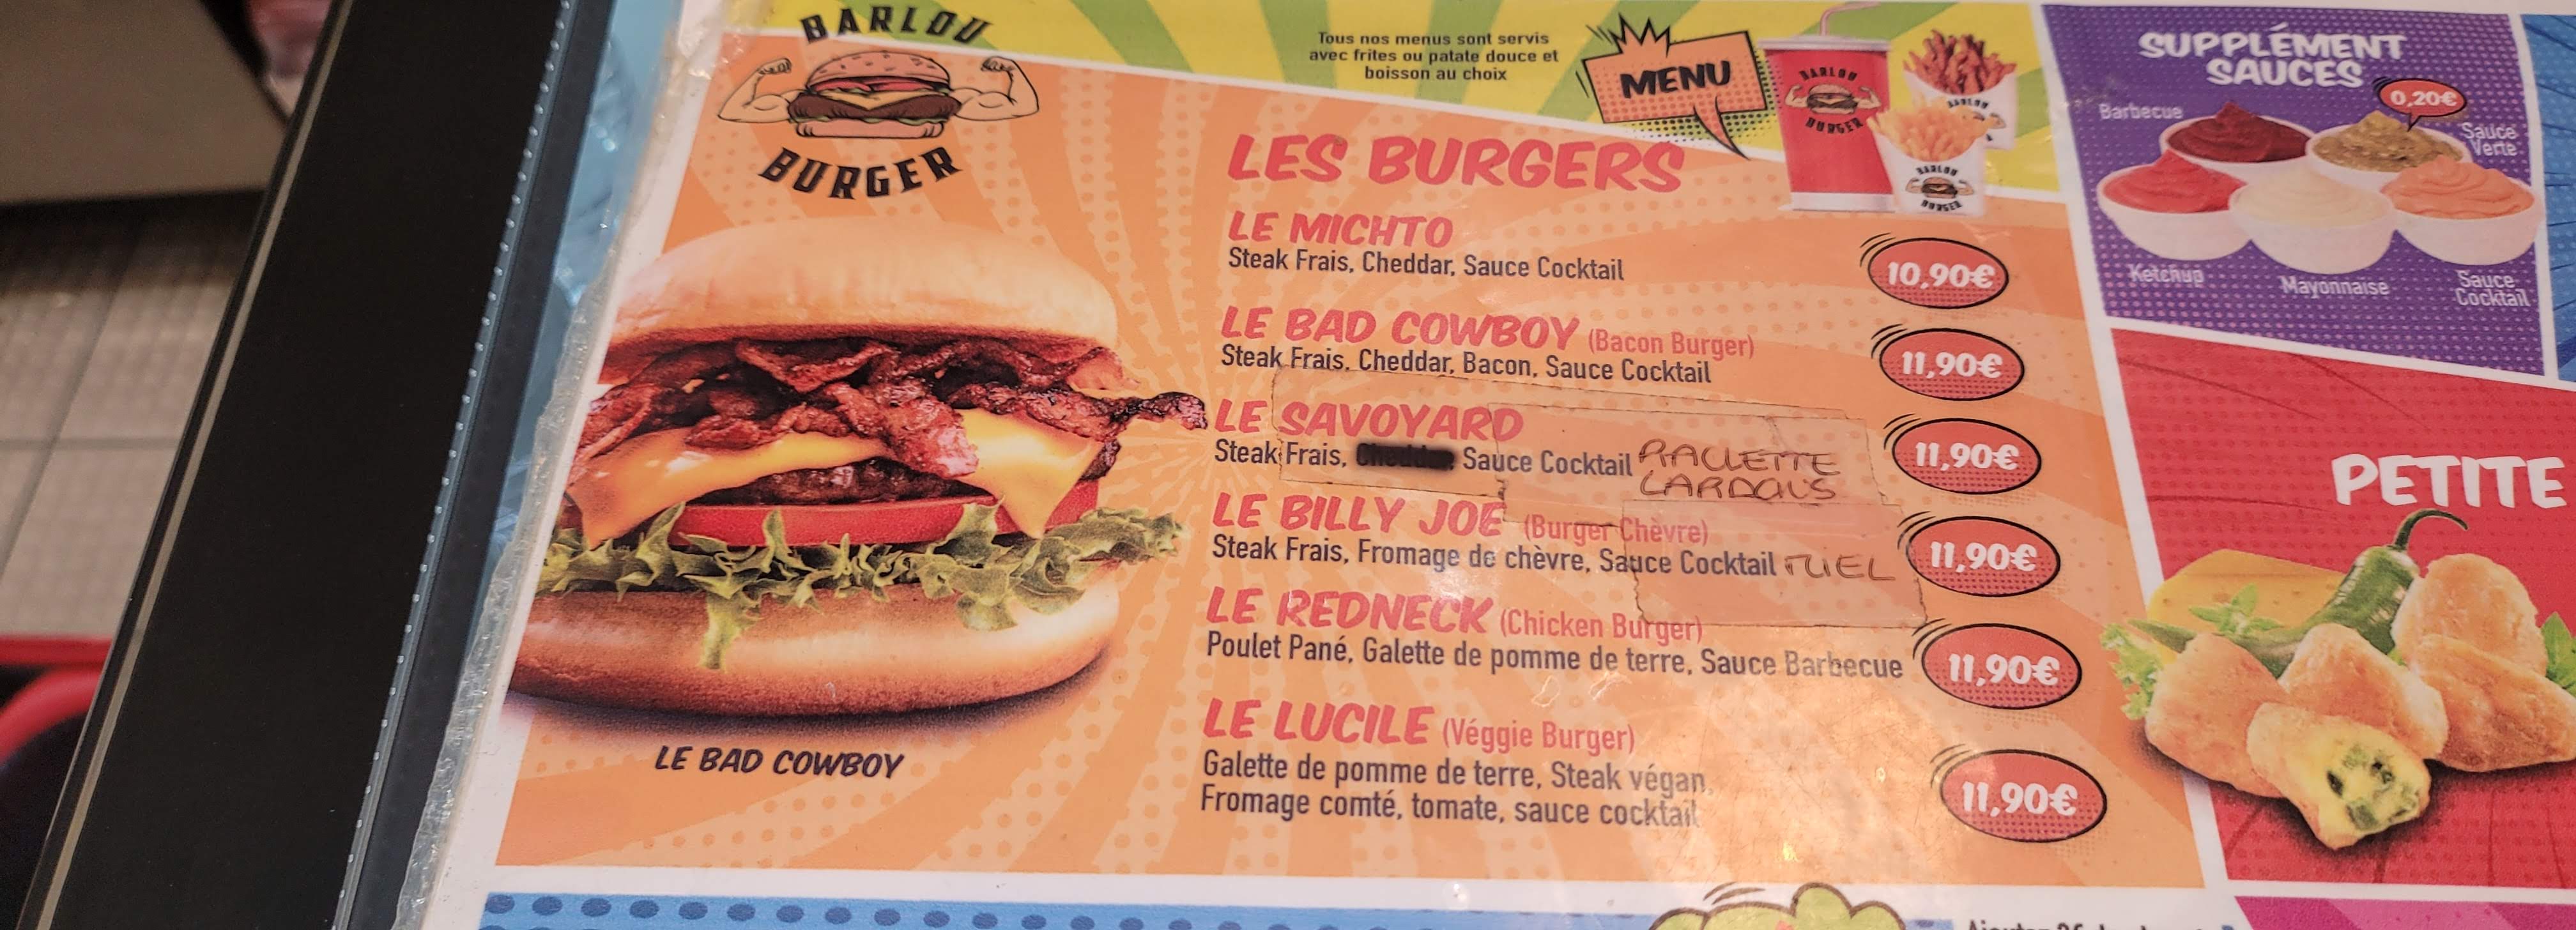 BARLOU
BURGER
Tous nos menus sont servis
avec frites ou patate douce et
boisson au choix
MENU
BARLOU
BURGER
BARLOU
BARLOU
BURGER
LES BURGERS
LE MICHTO
Steak Frais, Cheddar, Sauce Cocktail
10,90€
LE BAD COWBOY (Bacon Burger)
Steak Frais, Cheddar, Bacon, Sauce Cocktail
11,90€
LE SAVOYARD
Steak Frais, Sauce Cocktail RACLETTE
LARDONS
11,90€
LE BILLY JOE (Burger Chèvre)
Steak Frais, Fromage de chèvre, Sauce Cocktail MIEL
11,90€
LE REDNECK (Chicken Burger)
Poulet Pané, Galette de pomme de terre, Sauce Barbecue
11,90€
LE LUCILE (Véggie Burger)
Galette de pomme de terre, Steak végan,
Fromage comté, tomate, sauce cocktail
11,90€
LE BAD COWBOY
SUPPLÉMENT
SAUCES
0,20€
Barbecue
Sauce
Verte
Ketchup
Mayonnaise
Sauce
Cocktail
PETITE